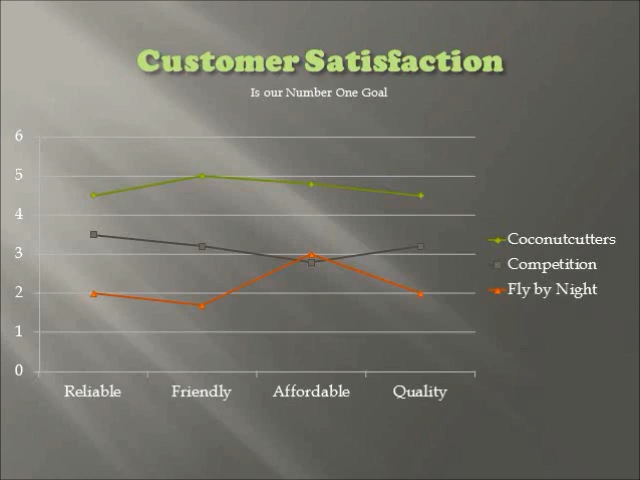 Customer Satisfaction
Is our Number One Goal
6
5
4
3
2
1
0
Reliable Friendly Affordable Quality
Coconutcutters
Competition
Fly by Night